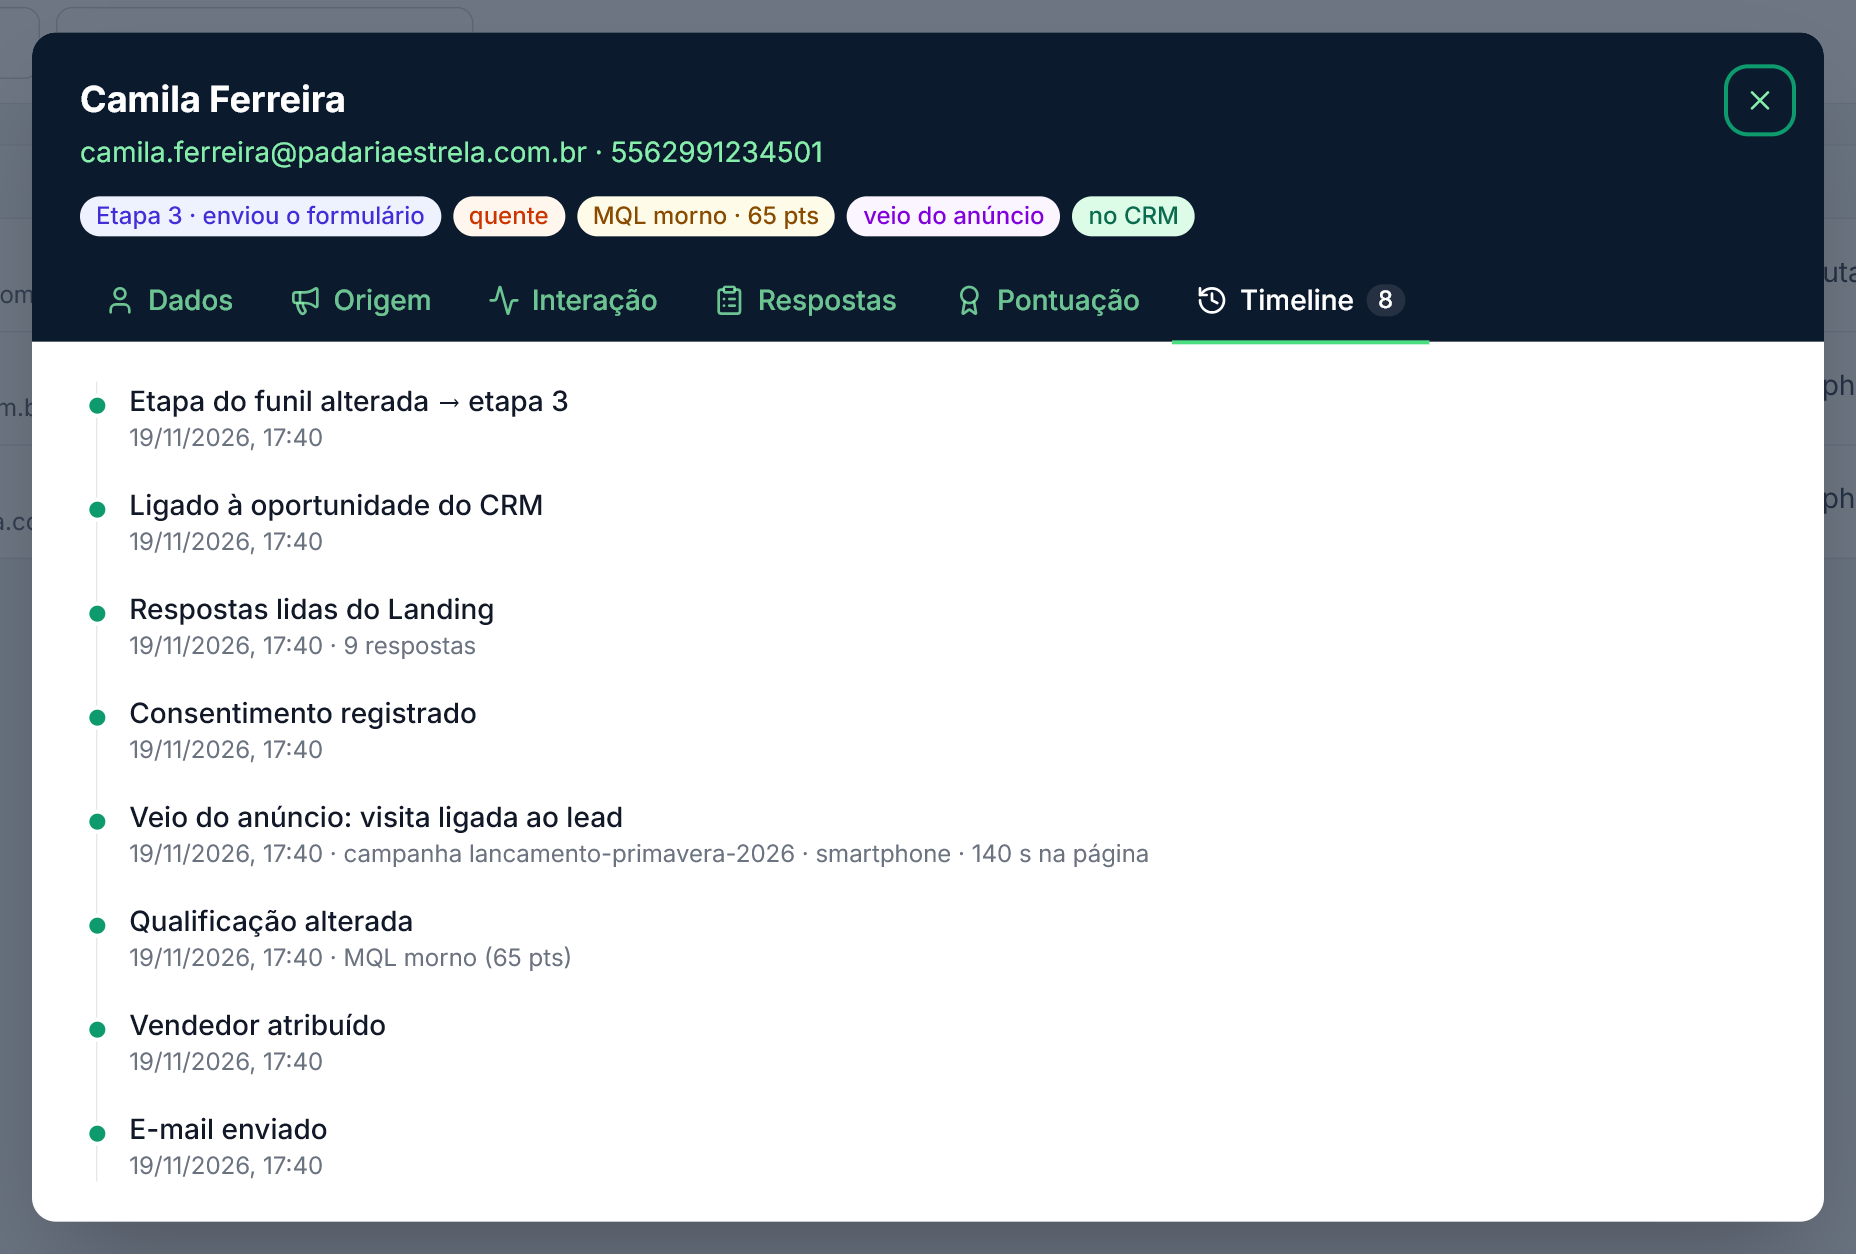 Camila Ferreira
camila.ferreira@padariaestrela.com.br · 5562991234501
Etapa 3 · enviou o formulário quente MQL morno · 65 pts veio do anúncio no CRM
Dados Origem Interação Respostas Pontuação Timeline 8
Etapa do funil alterada → etapa 3
19/11/2026, 17:40
Ligado à oportunidade do CRM
19/11/2026, 17:40
Respostas lidas do Landing
19/11/2026, 17:40 · 9 respostas
Consentimento registrado
19/11/2026, 17:40
Veio do anúncio: visita ligada ao lead
19/11/2026, 17:40 · campanha lancamento-primavera-2026 · smartphone · 140 s na página
Qualificação alterada
19/11/2026, 17:40 · MQL morno (65 pts)
Vendedor atribuído
19/11/2026, 17:40
E-mail enviado
19/11/2026, 17:40